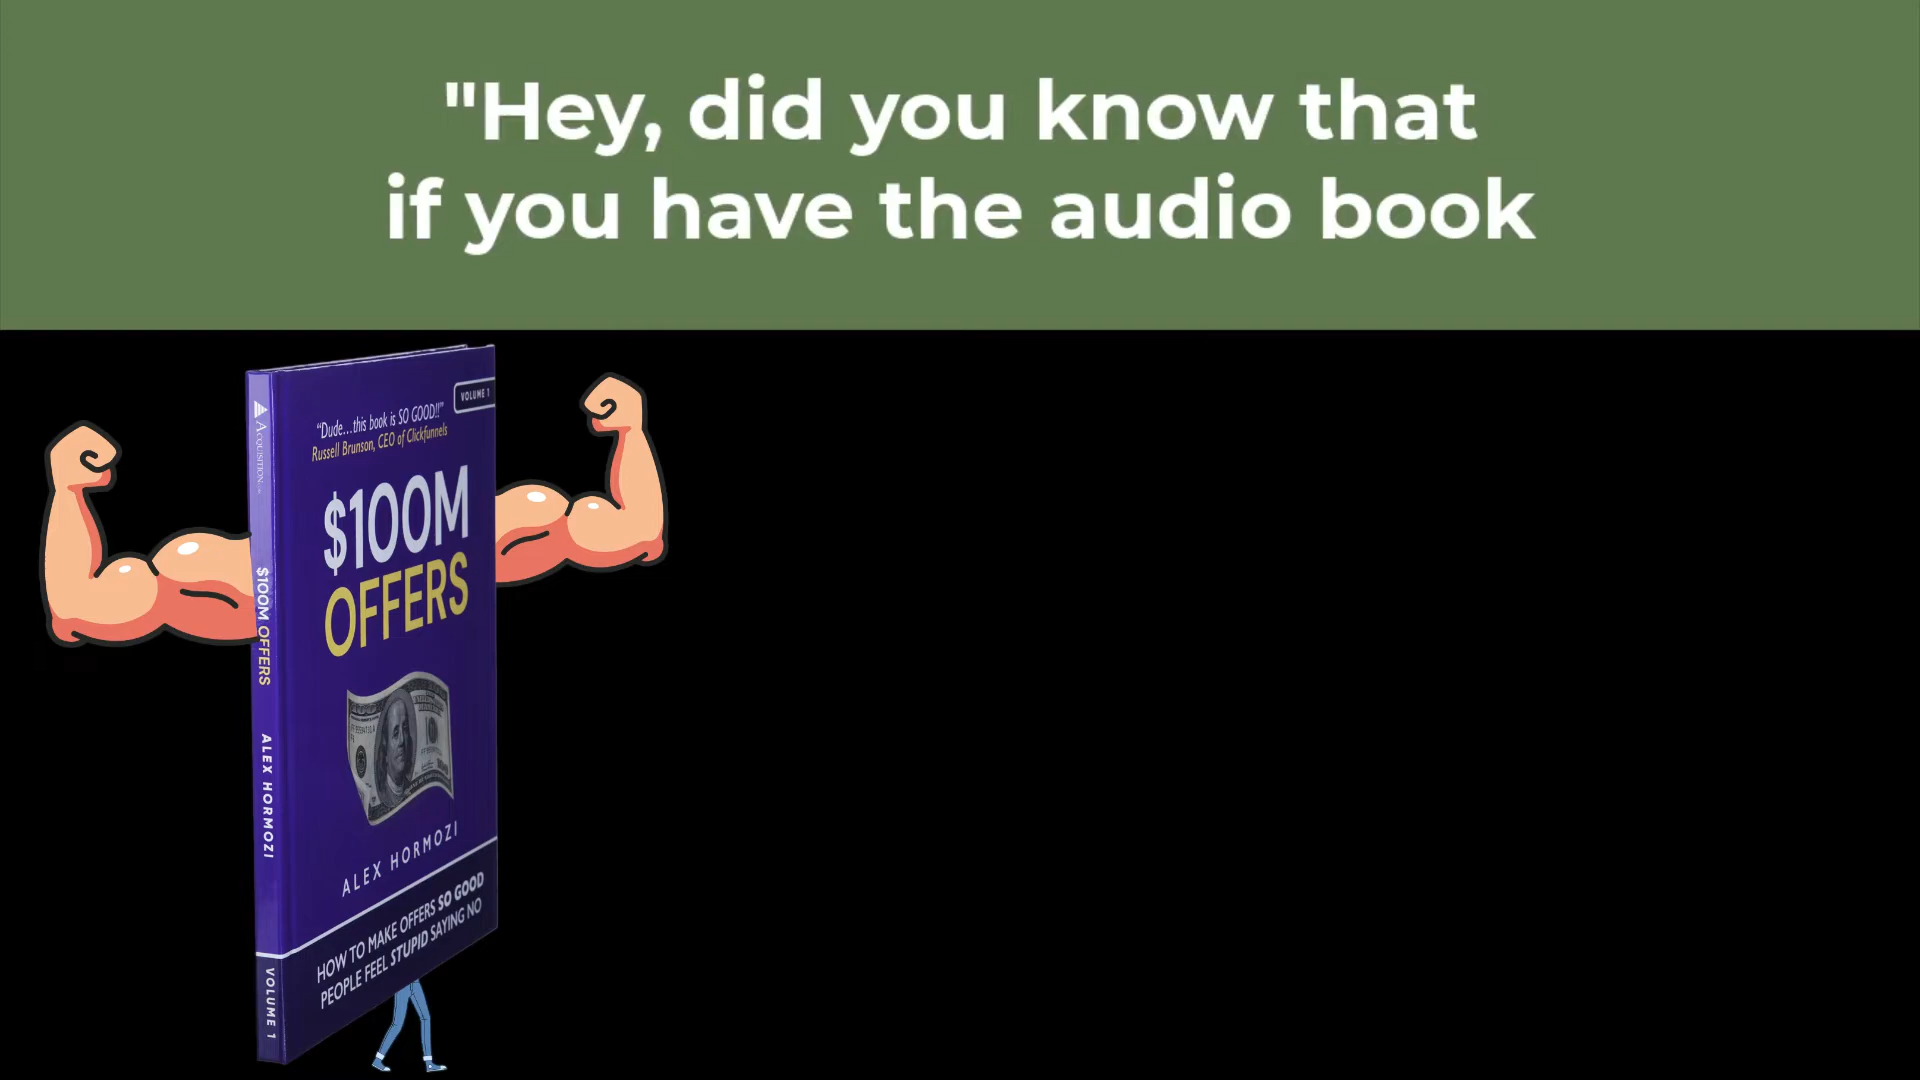 "Hey, did you know that
if you have the audio book
VOLUME 1
“Dude...this book is SO GOOD!!”
Russell Brunson, CEO of Clickfunnels
$100M
OFFERS
ALEX HORMOZI
HOW TO MAKE OFFERS SO GOOD
PEOPLE FEEL STUPID SAYING NO
ACQUISITION.COM
$100M OFFERS
ALEX HORMOZI
VOLUME 1